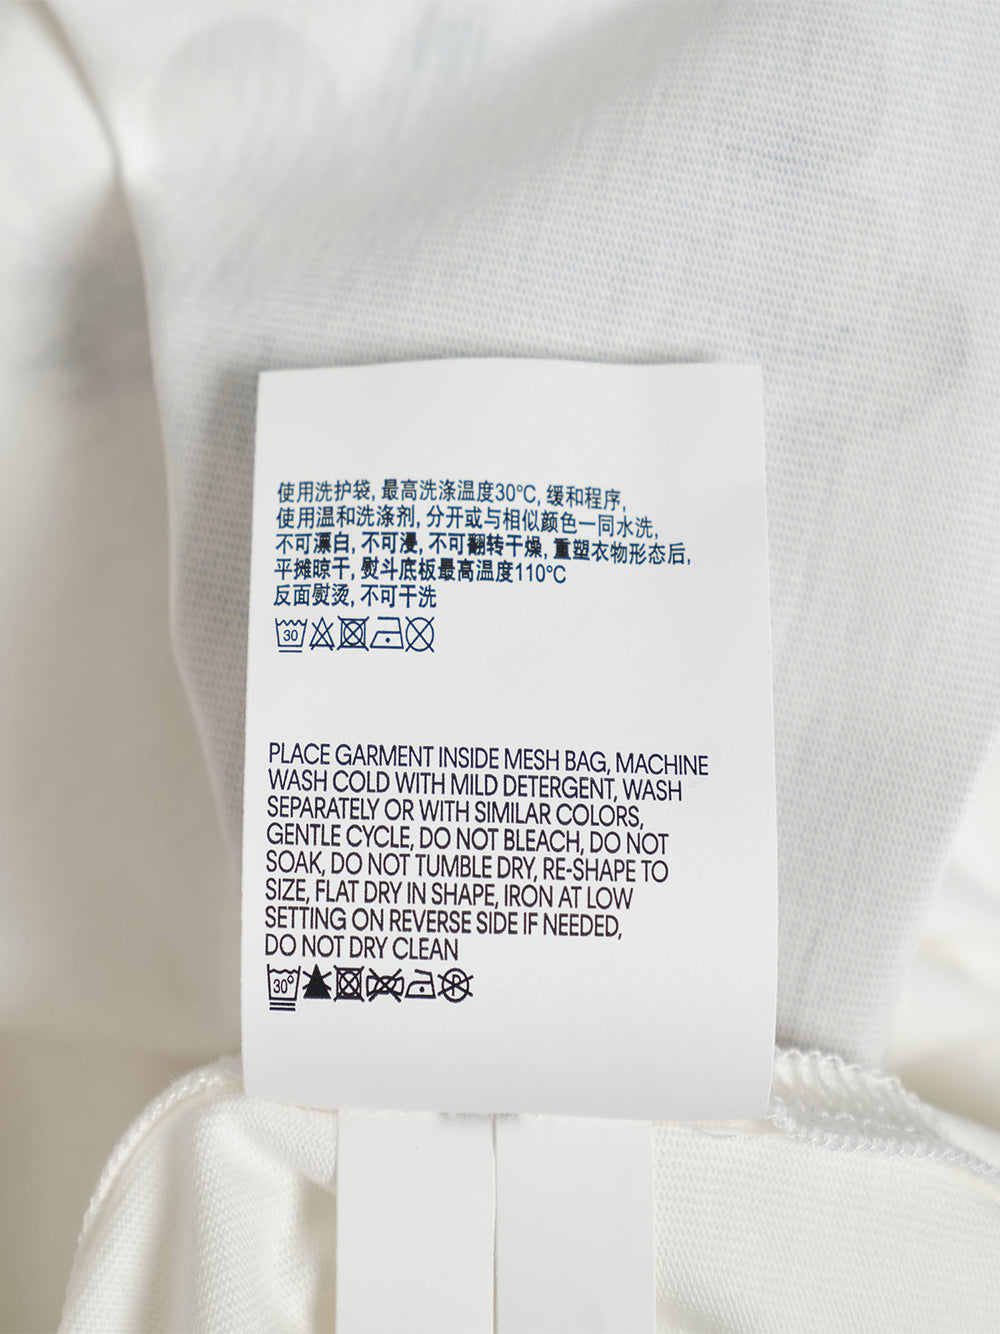 使用洗护袋, 最高洗涤温度30°C, 缓和程序,
使用温和洗涤剂, 分开或与相似颜色一同水洗,
不可漂白, 不可浸, 不可翻转干燥, 重塑衣物形态后,
平摊晾干, 熨斗底板最高温度110°C
反面熨烫, 不可干洗
30
PLACE GARMENT INSIDE MESH BAG, MACHINE
WASH COLD WITH MILD DETERGENT, WASH
SEPARATELY OR WITH SIMILAR COLORS,
GENTLE CYCLE, DO NOT BLEACH, DO NOT
SOAK, DO NOT TUMBLE DRY, RE-SHAPE TO
SIZE, FLAT DRY IN SHAPE, IRON AT LOW
SETTING ON REVERSE SIDE IF NEEDED,
DO NOT DRY CLEAN
30° P